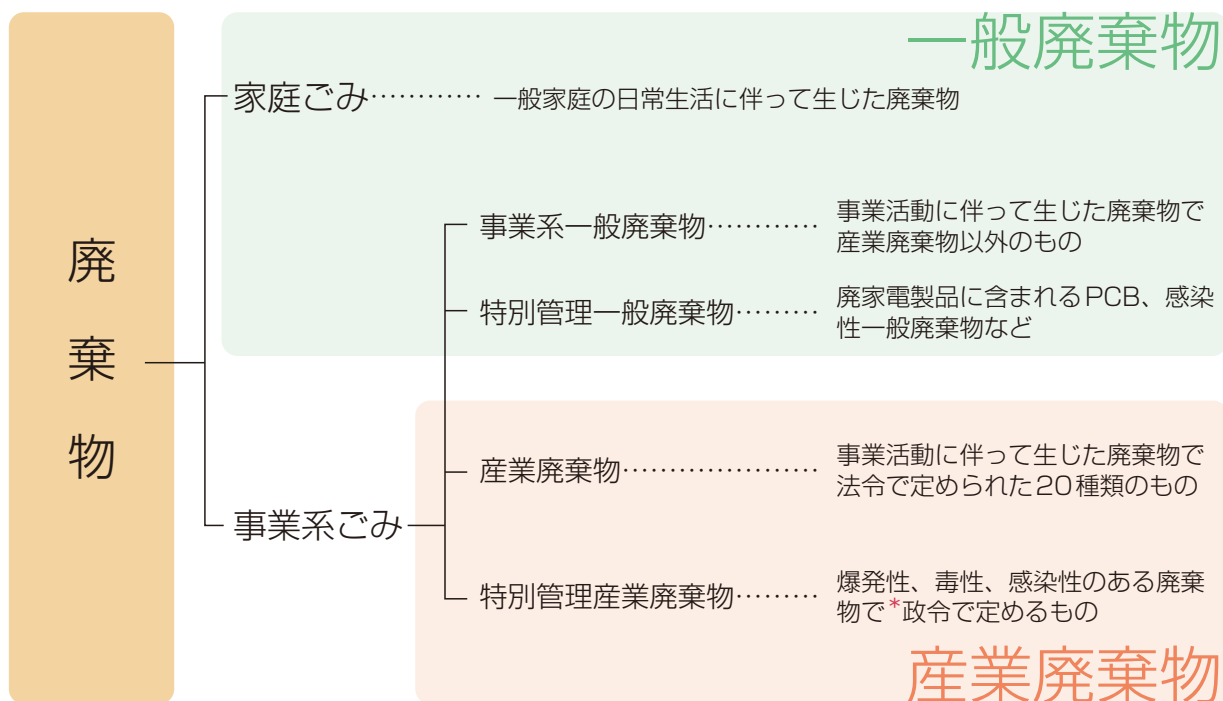 一般廃棄物
廃棄物
家庭ごみ………… 一般家庭の日常生活に伴って生じた廃棄物
事業系一般廃棄物………… 事業活動に伴って生じた廃棄物で
産業廃棄物以外のもの
特別管理一般廃棄物……… 廃家電製品に含まれるPCB、感染
性一般廃棄物など
事業系ごみ
産業廃棄物………………… 事業活動に伴って生じた廃棄物で
法令で定められた20種類のもの
特別管理産業廃棄物……… 爆発性、毒性、感染性のある廃棄
物で*政令で定めるもの
産業廃棄物